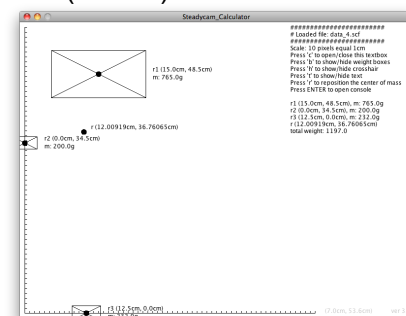 Steadycam_Calculator
########################
# Loaded file: data_4.scf
########################
Scale: 10 pixels equal 1cm
Press 'c' to open/close this textbox
Press 'b' to show/hide weight boxes
Press 'h' to show/hide crosshair
Press 't' to show/hide text
Press 'r' to reposition the center of mass
Press ENTER to open console
r1 (15.0cm, 48.5cm), m: 765.0g
r2 (0.0cm, 34.5cm), m: 200.0g
r3 (12.5cm, 0.0cm), m: 232.0g
r (12.00919cm, 36.76065cm)
total weight: 1197.0
r1 (15.0cm, 48.5cm)
m: 765.0g
r (12.00919cm, 36.76065cm)
r2 (0.0cm, 34.5cm)
m: 200.0g
r3 (12.5cm, 0.0cm)
m: 232.0g
(7.0cm, 53.6cm)